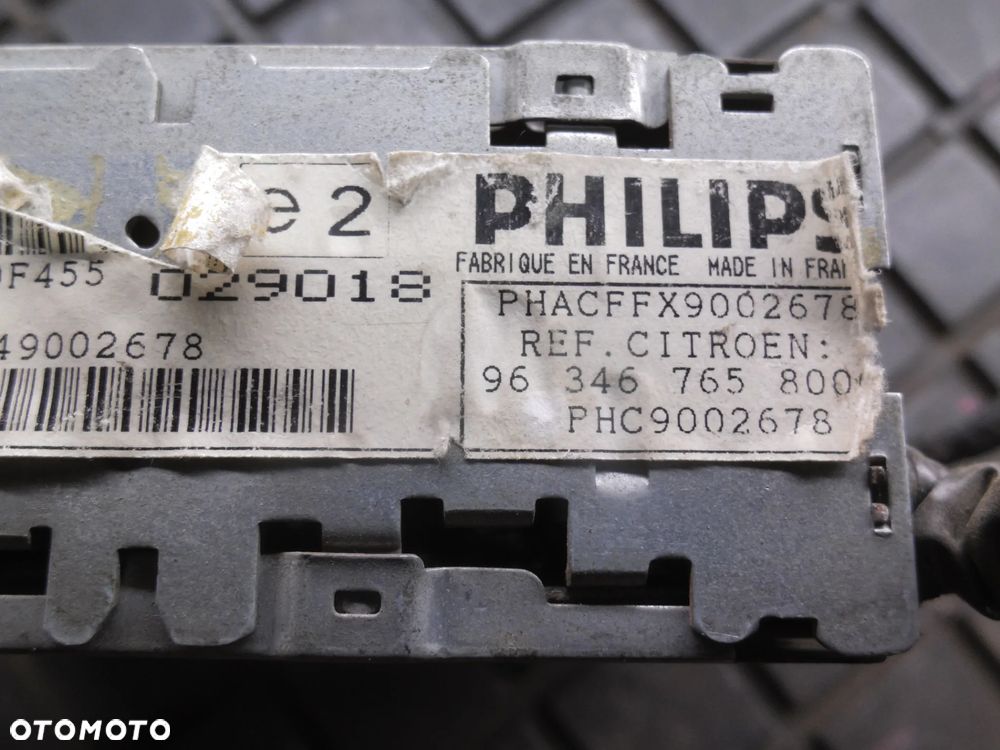 e2
PHILIPS
FABRIQUE EN FRANCE MADE IN FRAN
F455
029018
PHACFFX9002678
REF. CITROEN:
49002678
96 346 765 800
PHC9002678
OTOMOTO